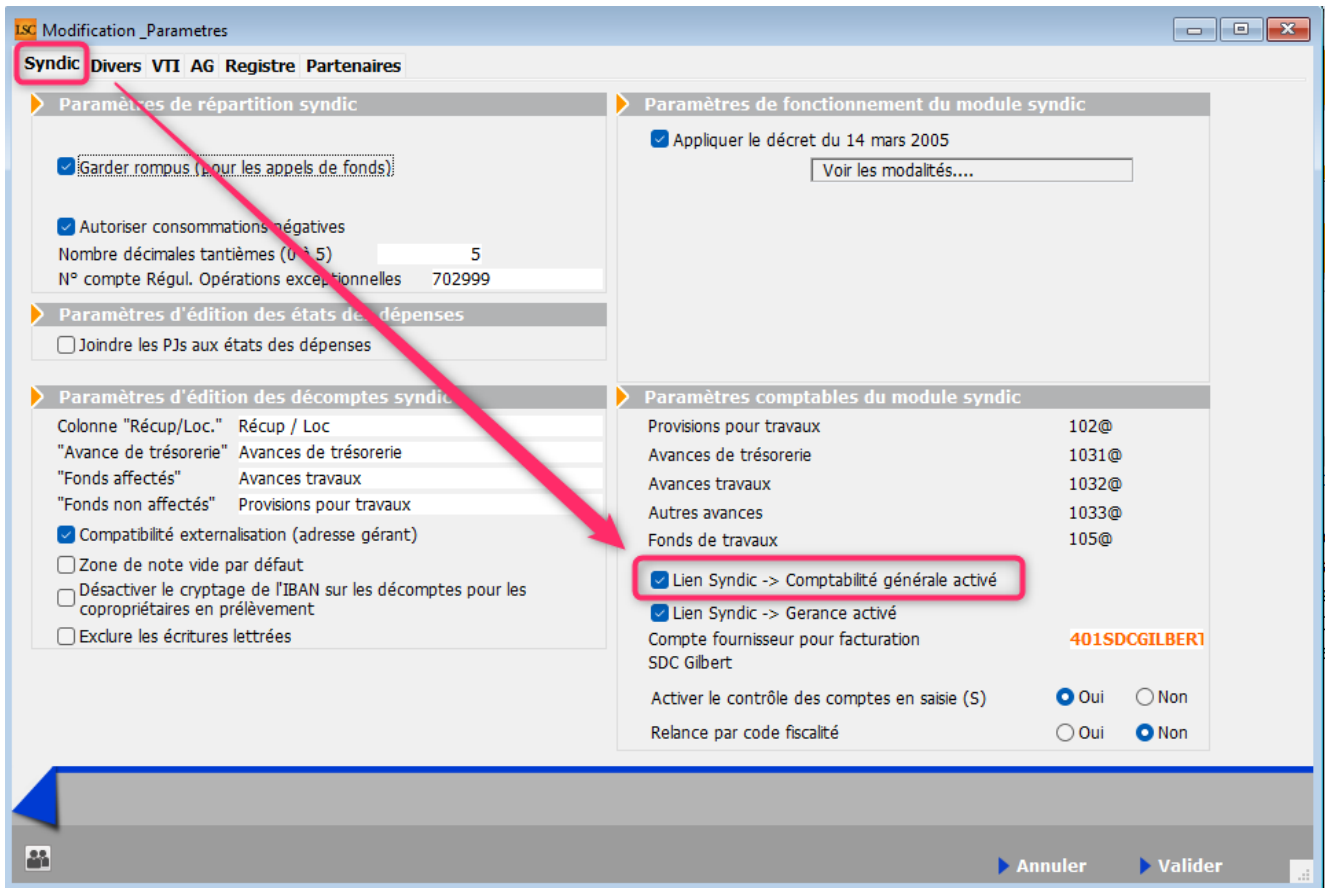 LSC Modification _Parametres
Syndic Divers VTI AG Registre Partenaires
Paramètres de répartition syndic
Garder rompus (pour les appels de fonds)
Autoriser consommations négatives
Nombre décimales tantièmes (0 à 5) 5
N° compte Régul. Opérations exceptionnelles 702999
Paramètres d'édition des états des dépenses
Joindre les PJs aux états des dépenses
Paramètres d'édition des décomptes syndic
Colonne "Récup/Loc." Récup / Loc
"Avance de trésorerie" Avances de trésorerie
"Fonds affectés" Avances travaux
"Fonds non affectés" Provisions pour travaux
Compatibilité externalisation (adresse gérant)
Zone de note vide par défaut
Désactiver le cryptage de l'IBAN sur les décomptes pour les
copropriétaires en prélèvement
Exclure les écritures lettrées
Paramètres de fonctionnement du module syndic
Appliquer le décret du 14 mars 2005
Voir les modalités....
Paramètres comptables du module syndic
Provisions pour travaux 102@
Avances de trésorerie 1031@
Avances travaux 1032@
Autres avances 1033@
Fonds de travaux 105@
Lien Syndic -> Comptabilité générale activé
Lien Syndic -> Gerance activé
Compte fournisseur pour facturation 401SDCGILBERT
SDC Gilbert
Activer le contrôle des comptes en saisie (S) Oui Non
Relance par code fiscalité Oui Non
Annuler Valider